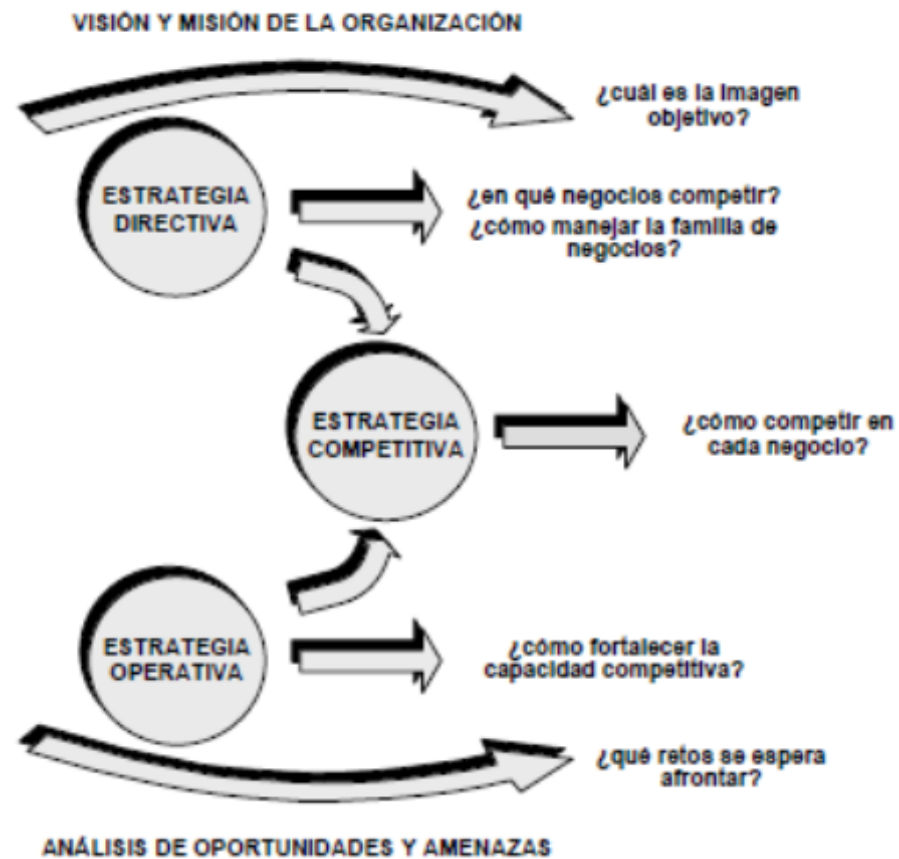 VISIÓN Y MISIÓN DE LA ORGANIZACIÓN
¿cuál es la imagen
objetivo?
ESTRATEGIA
DIRECTIVA
¿en qué negocios competir?
¿cómo manejar la familia de
negocios?
ESTRATEGIA
COMPETITIVA
¿cómo competir en
cada negocio?
ESTRATEGIA
OPERATIVA
¿cómo fortalecer la
capacidad competitiva?
¿qué retos se espera
afrontar?
ANÁLISIS DE OPORTUNIDADES Y AMENAZAS